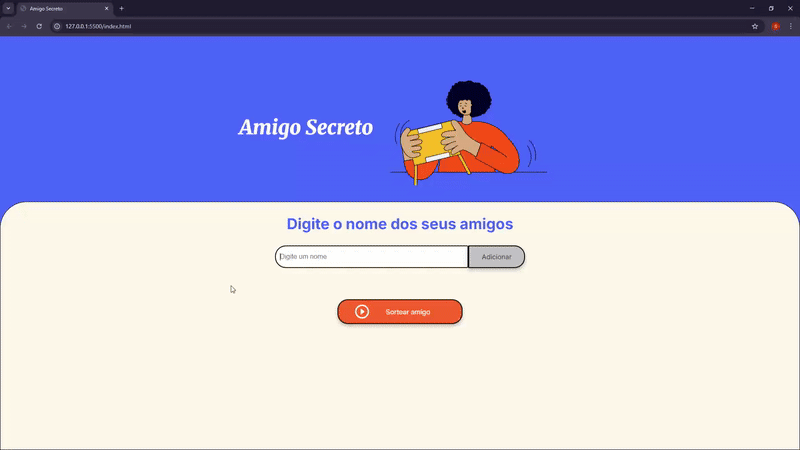 Amigo Secreto
127.0.0.1:5500/index.html
Amigo Secreto
Digite o nome dos seus amigos
Digite um nome
Adicionar
Sortear amigo